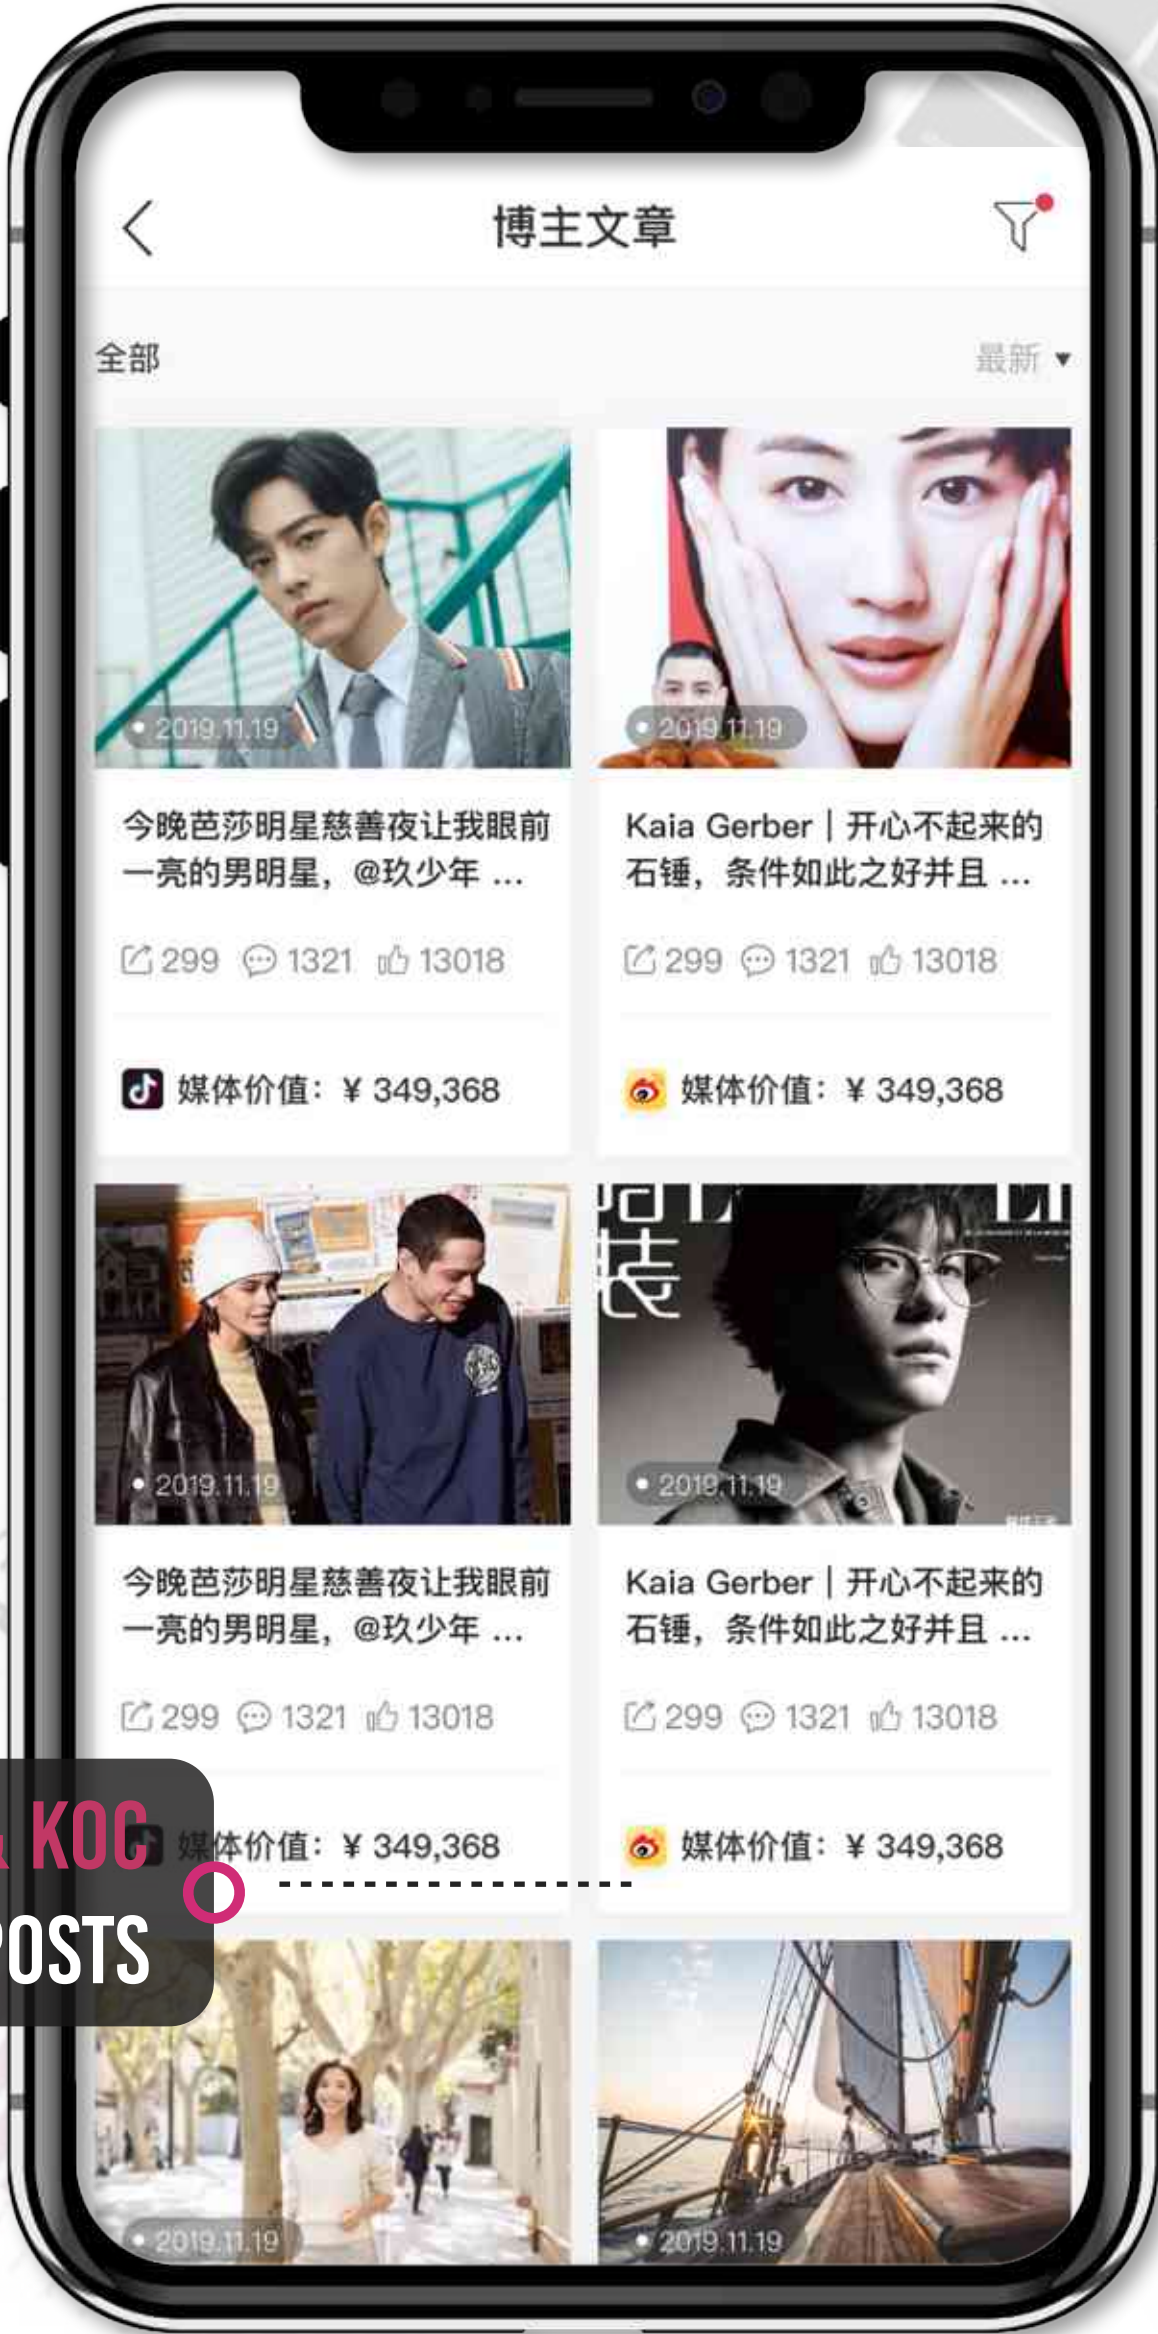 博主文章
全部
最新
2019.11.19
2019.11.19
今晚芭莎明星慈善夜让我眼前
一亮的男明星，@玖少年 ...
Kaia Gerber｜开心不起来的
石锤，条件如此之好并且 ...
299 1321 13018
299 1321 13018
媒体价值：¥ 349,368
媒体价值：¥ 349,368
装
2019.11.19
2019.11.19
今晚芭莎明星慈善夜让我眼前
一亮的男明星，@玖少年 ...
Kaia Gerber｜开心不起来的
石锤，条件如此之好并且 ...
299 1321 13018
299 1321 13018
媒体价值：¥ 349,368
媒体价值：¥ 349,368
& KOC
POSTS
2019.11.19
2019.11.19